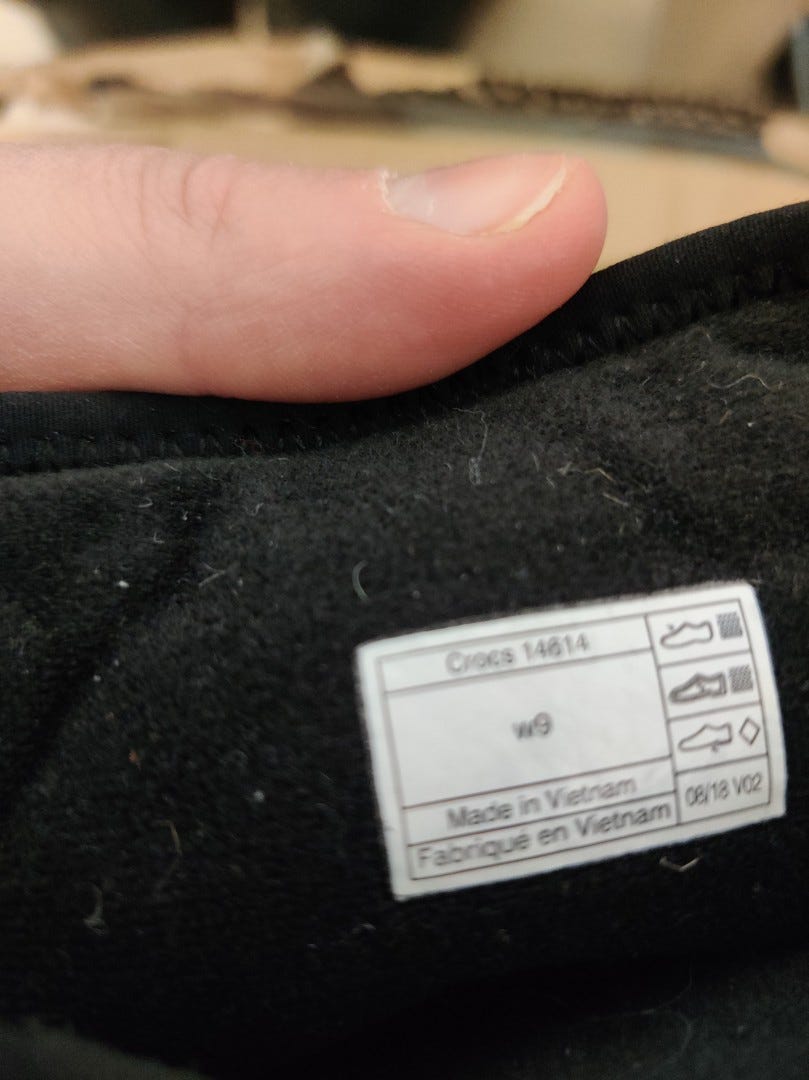 Crocs 14614
w9
Made in Vietnam
Fabriqué en Vietnam
08/18 V02